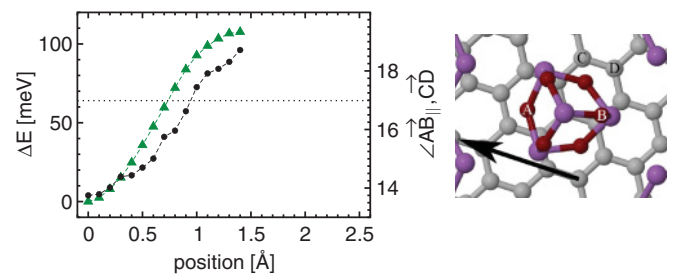 100
50
0
ΔE [meV]
0 0.5 1 1.5 2 2.5
position [Å]
18
16
14
∠AB||, CD
C
D
A
B